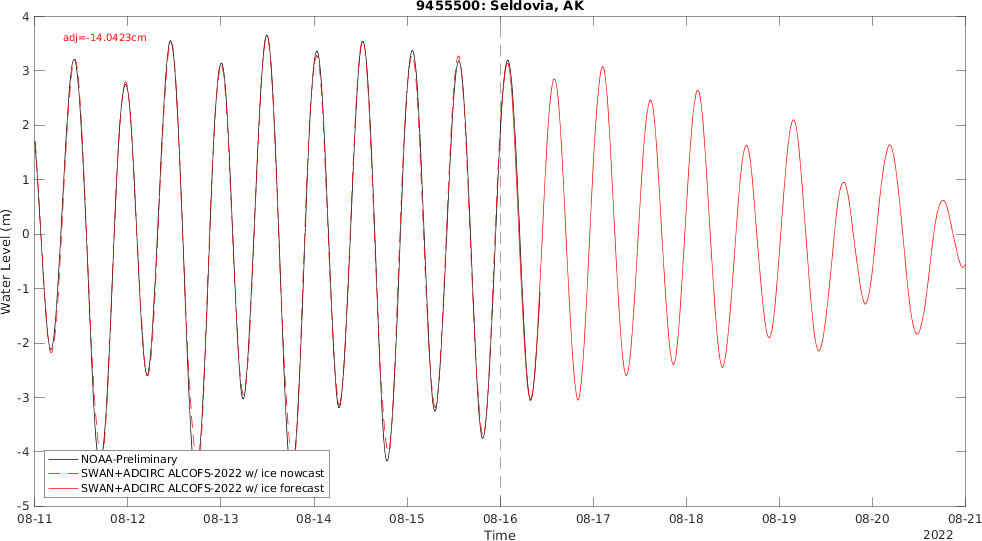 9455500: Seldovia, AK
adj=-14.0423cm
4
3
2
1
0
-1
-2
-3
-4
-5
Water Level (m)
NOAA-Preliminary
SWAN+ADCIRC ALCOFS-2022 w/ ice nowcast
SWAN+ADCIRC ALCOFS-2022 w/ ice forecast
08-11 08-12 08-13 08-14 08-15 08-16 08-17 08-18 08-19 08-20 08-21
Time
2022